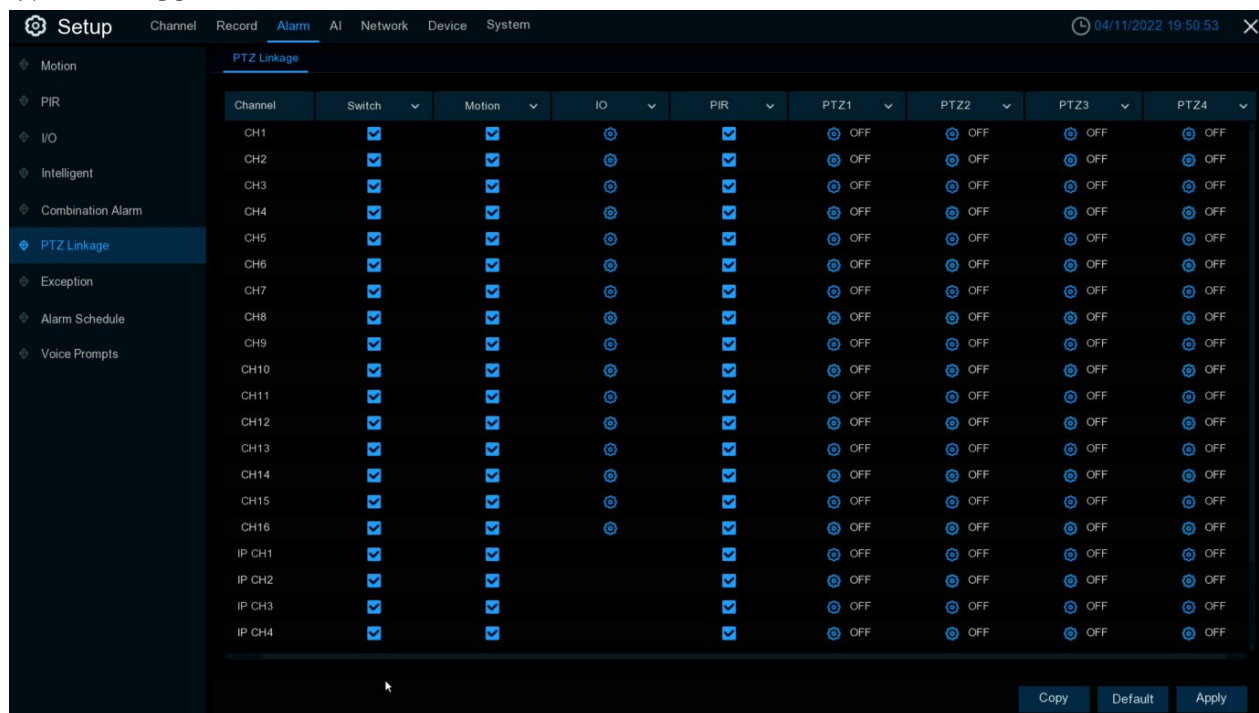 Setup Channel Record Alarm AI Network Device System 04/11/2022 19:50:53
PTZ Linkage
Motion
PIR
I/O
Intelligent
Combination Alarm
PTZ Linkage
Exception
Alarm Schedule
Voice Prompts
Channel Switch Motion IO PIR PTZ1 PTZ2 PTZ3 PTZ4
CH1 OFF OFF OFF OFF
CH2 OFF OFF OFF OFF
CH3 OFF OFF OFF OFF
CH4 OFF OFF OFF OFF
CH5 OFF OFF OFF OFF
CH6 OFF OFF OFF OFF
CH7 OFF OFF OFF OFF
CH8 OFF OFF OFF OFF
CH9 OFF OFF OFF OFF
CH10 OFF OFF OFF OFF
CH11 OFF OFF OFF OFF
CH12 OFF OFF OFF OFF
CH13 OFF OFF OFF OFF
CH14 OFF OFF OFF OFF
CH15 OFF OFF OFF OFF
CH16 OFF OFF OFF OFF
IP CH1 OFF OFF OFF OFF
IP CH2 OFF OFF OFF OFF
IP CH3 OFF OFF OFF OFF
IP CH4 OFF OFF OFF OFF
Copy Default Apply